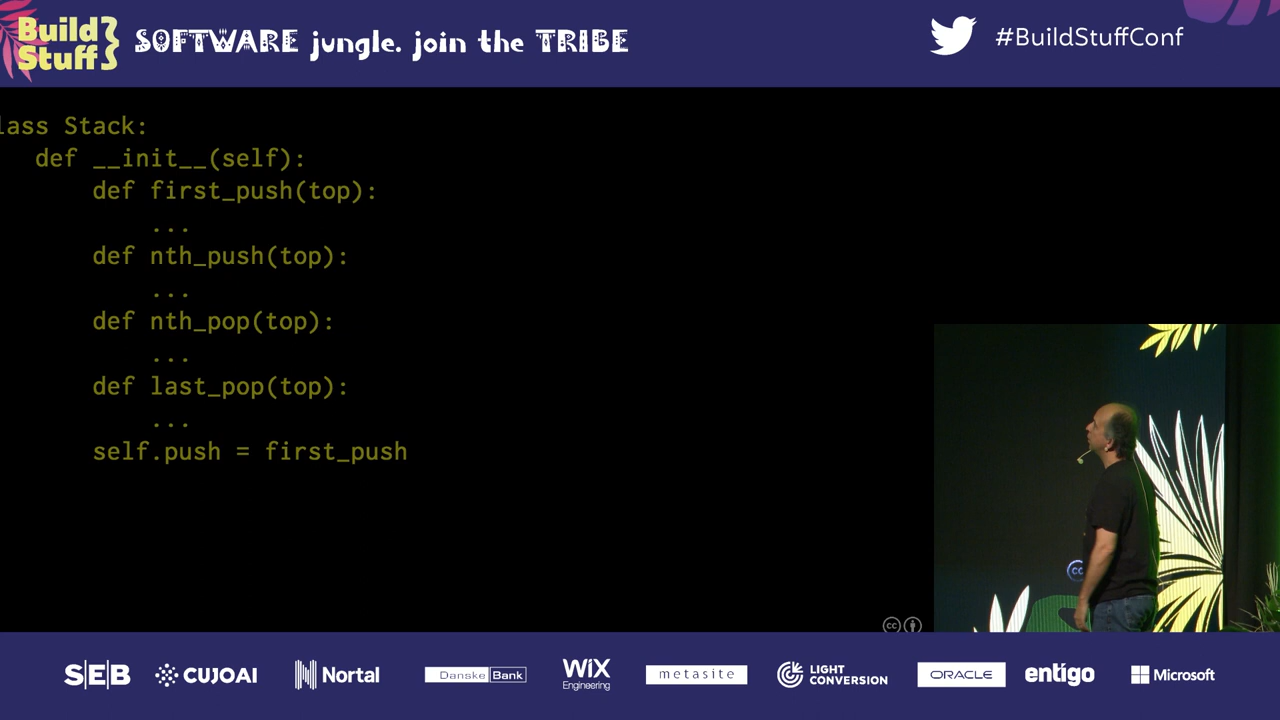 Build
Stuff
SOFTWARE jungle. join the TRIBE
#BuildStuffConf
lass Stack:
def __init__(self):
def first_push(top):
...
def nth_push(top):
...
def nth_pop(top):
...
def last_pop(top):
...
self.push = first_push
cc
cc
SEB
CUJOAI
Nortal
Danske Bank
WiX
Engineering
metasite
LIGHT
CONVERSION
ORACLE
entigo
Microsoft